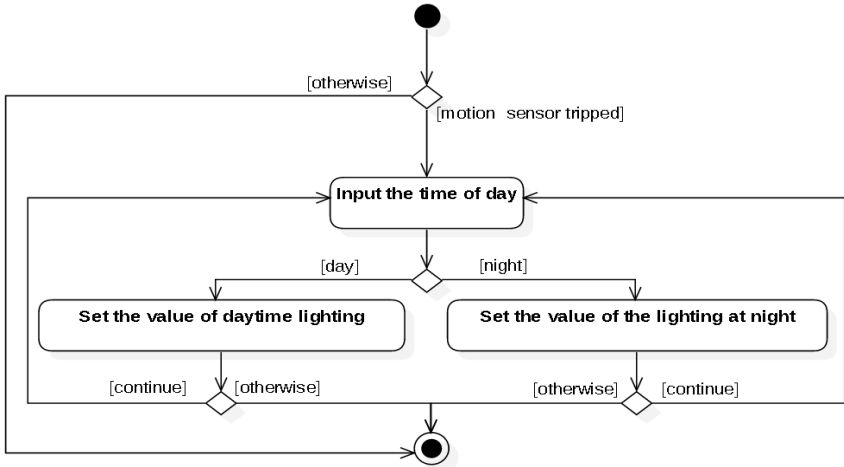 [otherwise]
[motion sensor tripped]
Input the time of day
[day]
[night]
Set the value of daytime lighting
Set the value of the lighting at night
[continue]
[otherwise]
[otherwise]
[continue]